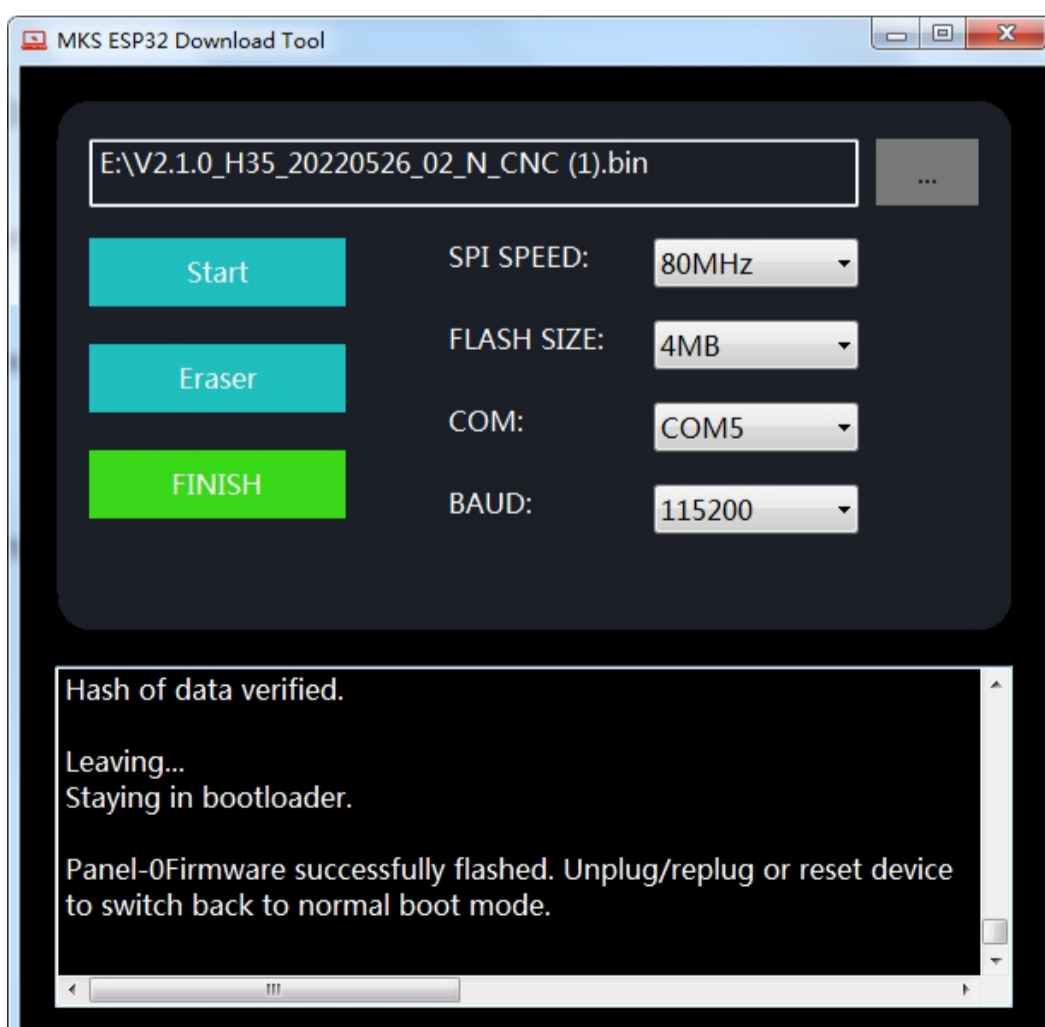 MKS ESP32 Download Tool
E:\V2.1.0_H35_20220526_02_N_CNC (1).bin
...
Start
SPI SPEED:
80MHz
Eraser
FLASH SIZE:
4MB
COM:
COM5
FINISH
BAUD:
115200
Hash of data verified.
Leaving...
Staying in bootloader.
Panel-0Firmware successfully flashed. Unplug/replug or reset device
to switch back to normal boot mode.